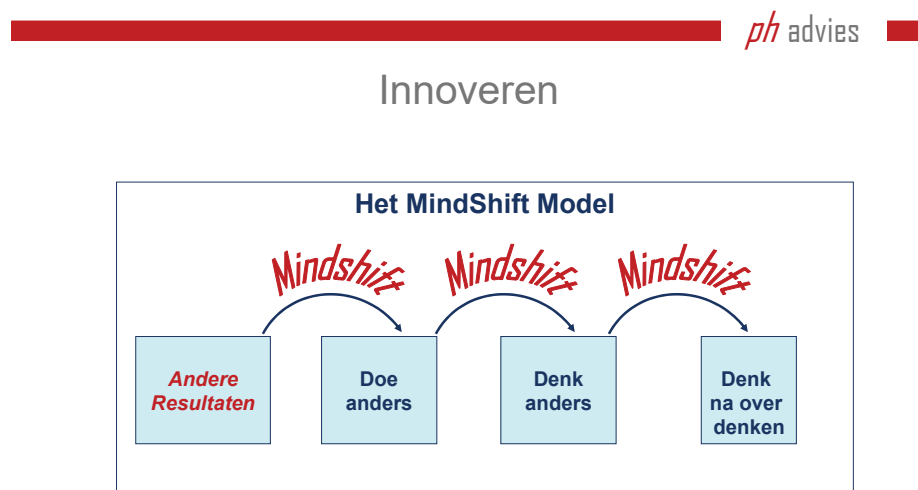 ph advies
Innoveren
Het MindShift Model
Mindshift Mindshift Mindshift
Andere
Resultaten
Doe
anders
Denk
anders
Denk
na over
denken